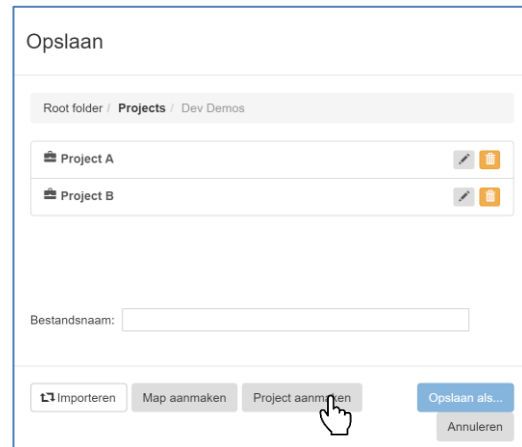 Opslaan
Root folder / Projects / Dev Demos
Project A
Project B
Bestandsnaam:
Importeren Map aanmaken Project aanmaken Opslaan als...
Annuleren